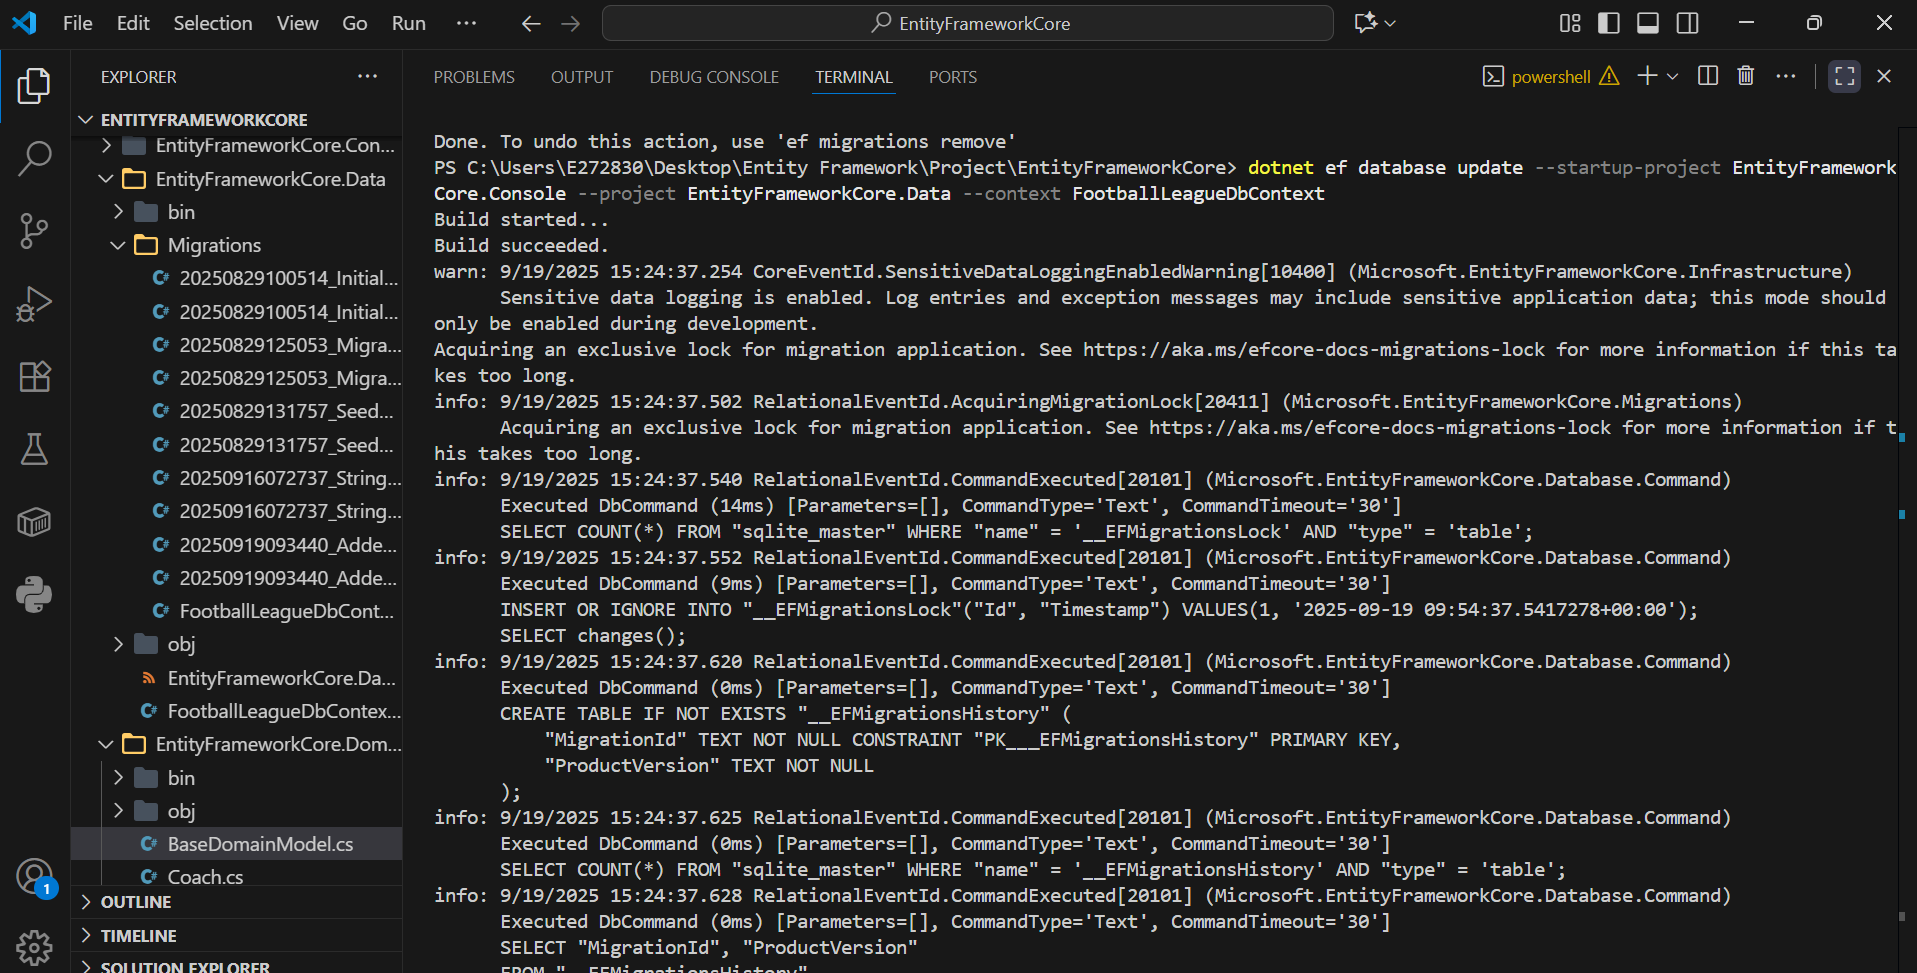 File Edit Selection View Go Run ··· EntityFrameworkCore
EXPLORER ···
ENTITYFRAMEWORKCORE
EntityFrameworkCore.Con...
EntityFrameworkCore.Data
bin
Migrations
20250829100514_Initial...
20250829100514_Initial...
20250829125053_Migra...
20250829125053_Migra...
20250829131757_Seed...
20250829131757_Seed...
20250916072737_String...
20250916072737_String...
20250919093440_Adde...
20250919093440_Adde...
FootballLeagueDbCont...
obj
EntityFrameworkCore.Da...
FootballLeagueDbContex...
EntityFrameworkCore.Dom...
bin
obj
BaseDomainModel.cs
Coach.cs
OUTLINE
TIMELINE
SOLUTION EXPLORER
1
PROBLEMS OUTPUT DEBUG CONSOLE TERMINAL PORTS powershell
Done. To undo this action, use 'ef migrations remove'
PS C:\Users\E272830\Desktop\Entity Framework\Project\EntityFrameworkCore> dotnet ef database update --startup-project EntityFramework
Core.Console --project EntityFrameworkCore.Data --context FootballLeagueDbContext
Build started...
Build succeeded.
warn: 9/19/2025 15:24:37.254 CoreEventId.SensitiveDataLoggingEnabledWarning[10400] (Microsoft.EntityFrameworkCore.Infrastructure)
Sensitive data logging is enabled. Log entries and exception messages may include sensitive application data; this mode should
only be enabled during development.
Acquiring an exclusive lock for migration application. See https://aka.ms/efcore-docs-migrations-lock for more information if this ta
kes too long.
info: 9/19/2025 15:24:37.502 RelationalEventId.AcquiringMigrationLock[20411] (Microsoft.EntityFrameworkCore.Migrations)
Acquiring an exclusive lock for migration application. See https://aka.ms/efcore-docs-migrations-lock for more information if t
his takes too long.
info: 9/19/2025 15:24:37.540 RelationalEventId.CommandExecuted[20101] (Microsoft.EntityFrameworkCore.Database.Command)
Executed DbCommand (14ms) [Parameters=[], CommandType='Text', CommandTimeout='30']
SELECT COUNT(*) FROM "sqlite_master" WHERE "name" = '__EFMigrationsLock' AND "type" = 'table';
info: 9/19/2025 15:24:37.552 RelationalEventId.CommandExecuted[20101] (Microsoft.EntityFrameworkCore.Database.Command)
Executed DbCommand (9ms) [Parameters=[], CommandType='Text', CommandTimeout='30']
INSERT OR IGNORE INTO "__EFMigrationsLock"("Id", "Timestamp") VALUES(1, '2025-09-19 09:54:37.5417278+00:00');
SELECT changes();
info: 9/19/2025 15:24:37.620 RelationalEventId.CommandExecuted[20101] (Microsoft.EntityFrameworkCore.Database.Command)
Executed DbCommand (0ms) [Parameters=[], CommandType='Text', CommandTimeout='30']
CREATE TABLE IF NOT EXISTS "__EFMigrationsHistory" (
"MigrationId" TEXT NOT NULL CONSTRAINT "PK___EFMigrationsHistory" PRIMARY KEY,
"ProductVersion" TEXT NOT NULL
);
info: 9/19/2025 15:24:37.625 RelationalEventId.CommandExecuted[20101] (Microsoft.EntityFrameworkCore.Database.Command)
Executed DbCommand (0ms) [Parameters=[], CommandType='Text', CommandTimeout='30']
SELECT COUNT(*) FROM "sqlite_master" WHERE "name" = '__EFMigrationsHistory' AND "type" = 'table';
info: 9/19/2025 15:24:37.628 RelationalEventId.CommandExecuted[20101] (Microsoft.EntityFrameworkCore.Database.Command)
Executed DbCommand (0ms) [Parameters=[], CommandType='Text', CommandTimeout='30']
SELECT "MigrationId", "ProductVersion"
FROM "__EFMigrationsHistory"